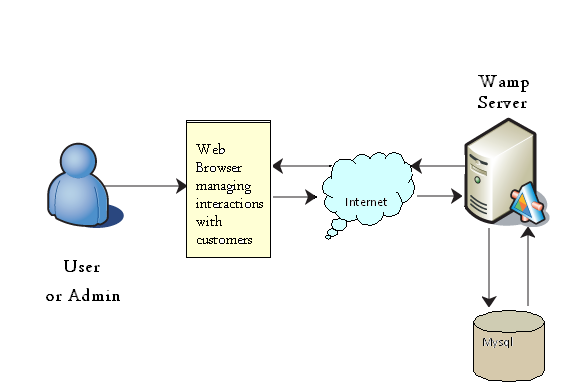 Wamp
Server
Web
Browser
managing
interactions
with
customers
Internet
User
or Admin
Mysql